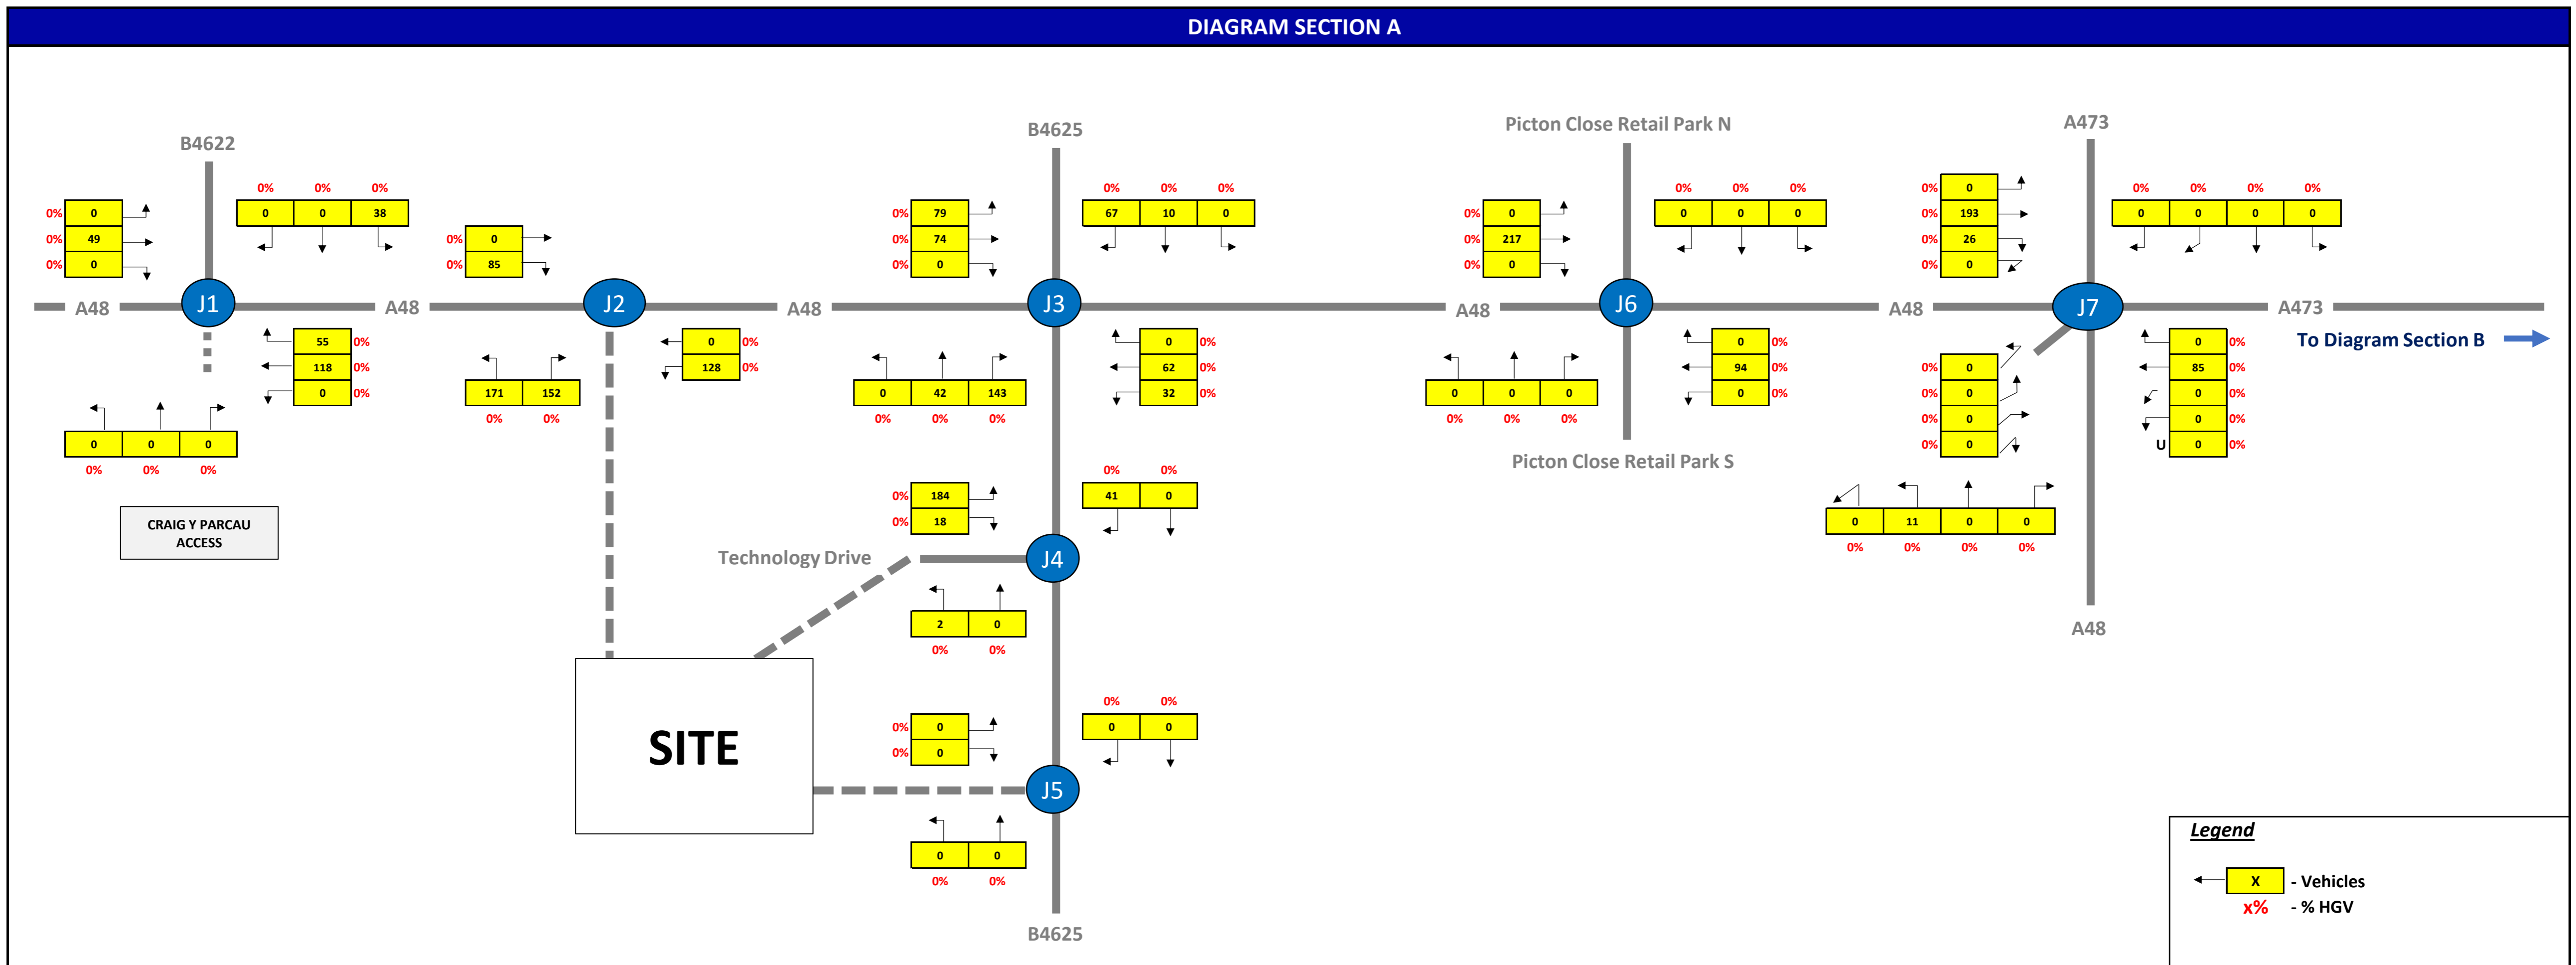 DIAGRAM SECTION A
B4622
B4625
Picton Close Retail Park N
A473
0% 0% 0%
0% 0
0% 49
0% 0
0 0 38
0% 0
0% 85
0% 79
0% 74
0% 0
0% 0% 0%
67 10 0
0% 0
0% 217
0% 0
0% 0% 0%
0 0 0
0% 0
0% 193
0% 26
0% 0
0% 0% 0% 0%
0 0 0 0
A48 J1 A48 J2 A48 J3 A48 J6 A48 J7 A473
To Diagram Section B
55 0%
118 0%
0 0%
0 0 0
0% 0% 0%
171 152
0% 0%
0 0%
128 0%
0 42 143
0% 0% 0%
0 0%
62 0%
32 0%
0 0 0
0% 0% 0%
0 0%
94 0%
0 0%
0% 0
0% 0
0% 0
0% 0
0 0%
85 0%
0 0%
0 0%
U 0 0%
Picton Close Retail Park S
0 11 0 0
0% 0% 0% 0%
A48
CRAIG Y PARCAU
ACCESS
0% 184
0% 18
0% 0%
41 0
Technology Drive
J4
2 0
0% 0%
SITE
0% 0
0% 0
0% 0%
0 0
J5
0 0
0% 0%
B4625
Legend
X - Vehicles
x% - % HGV